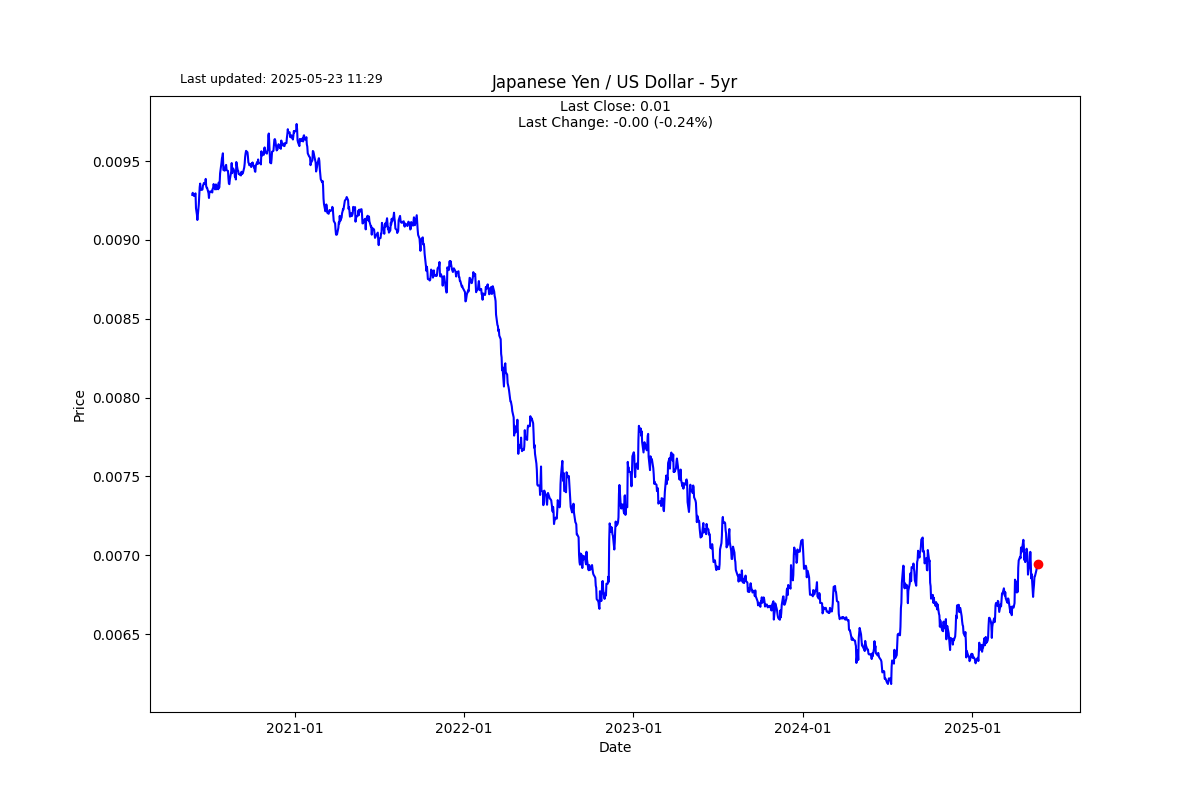 Last updated: 2025-05-23 11:29
Japanese Yen / US Dollar - 5yr
Last Close: 0.01
Last Change: -0.00 (-0.24%)
Price
0.0095
0.0090
0.0085
0.0080
0.0075
0.0070
0.0065
2021-01
2022-01
2023-01
2024-01
2025-01
Date